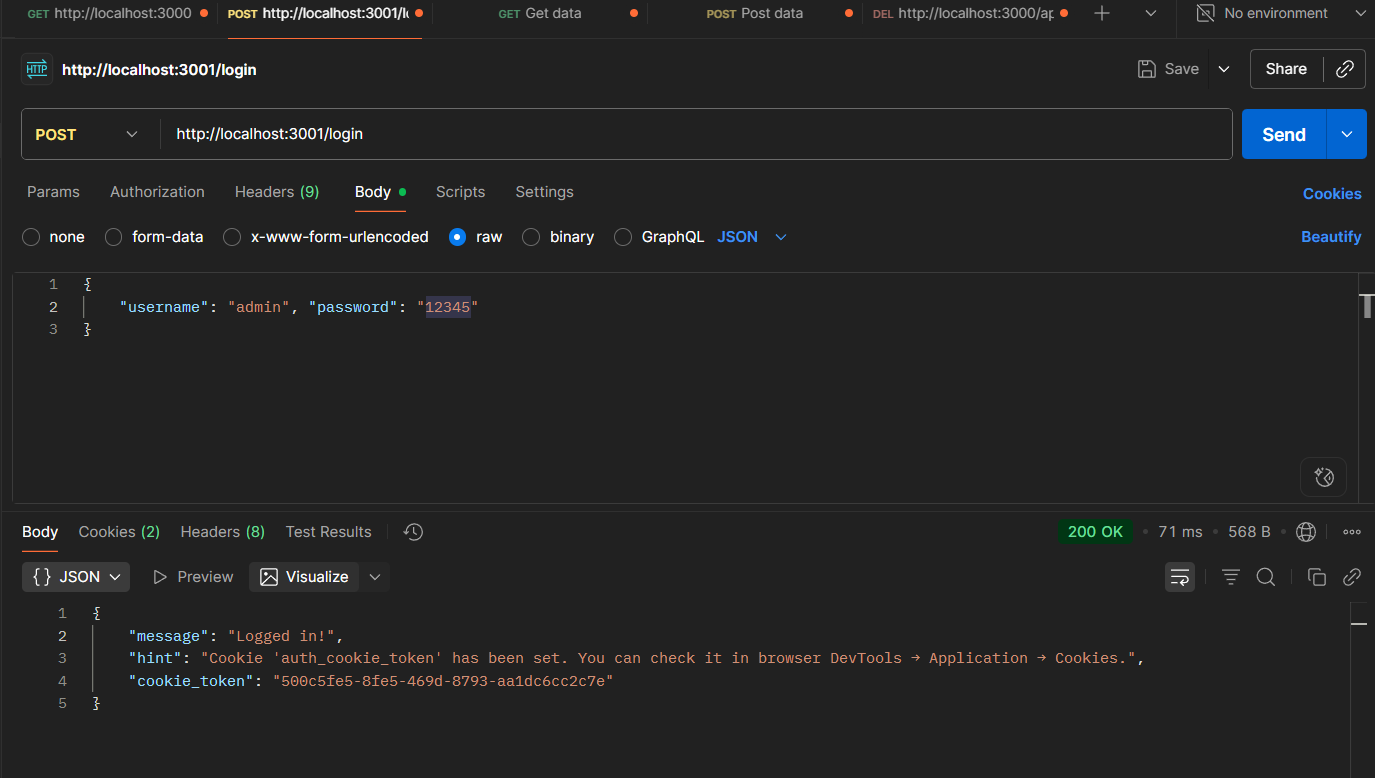 GET http://localhost:3000 POST http://localhost:3001/l GET Get data POST Post data DEL http://localhost:3000/ap No environment
HTTP http://localhost:3001/login Save Share
POST http://localhost:3001/login Send
Params Authorization Headers (9) Body Scripts Settings Cookies
none form-data x-www-form-urlencoded raw binary GraphQL JSON Beautify
1 {
2 "username": "admin", "password": "12345"
3 }
Body Cookies (2) Headers (8) Test Results 200 OK • 71 ms • 568 B •
{} JSON Preview Visualize
1 {
2 "message": "Logged in!",
3 "hint": "Cookie 'auth_cookie_token' has been set. You can check it in browser DevTools → Application → Cookies.",
4 "cookie_token": "500c5fe5-8fe5-469d-8793-aa1dc6cc2c7e"
5 }